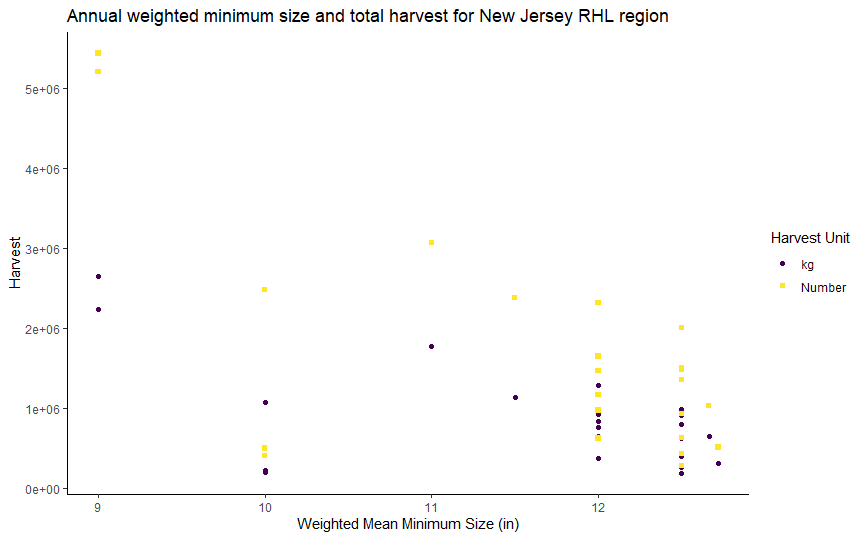 Annual weighted minimum size and total harvest for New Jersey RHL region
5e+06
4e+06
3e+06
2e+06
1e+06
0e+00
Harvest
9
10
11
12
Weighted Mean Minimum Size (in)
Harvest Unit
kg
Number